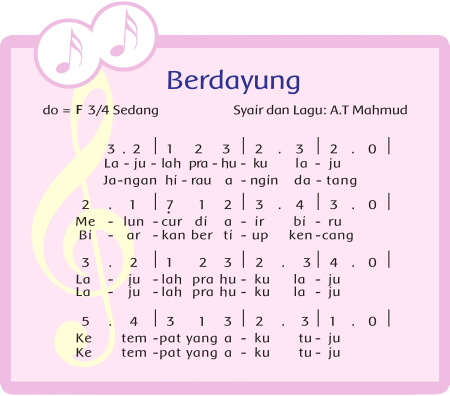 Berdayung
do = F 3/4 Sedang Syair dan Lagu: A.T Mahmud
3 . 2 | 1 2 3 | 2 . 3 | 2 . 0 |
La - ju - lah pra - hu - ku la - ju
Ja-ngan hi - rau a - ngin da - tang
2 . 1 | 7̣ 1 2 | 3 . 4 | 3 . 0 |
Me - lun - cur di a - ir bi - ru
Bi - ar - kan ber ti - up ken - cang
3 . 2 | 1 2 3 | 2 . 3 | 4 . 0 |
La - ju - lah pra hu - ku la - ju
La - ju - lah pra hu - ku la - ju
5 . 4 | 3 1 3 | 2 . 3 | 1 . 0 |
Ke tem - pat yang a - ku tu - ju
Ke tem - pat yang a - ku tu - ju